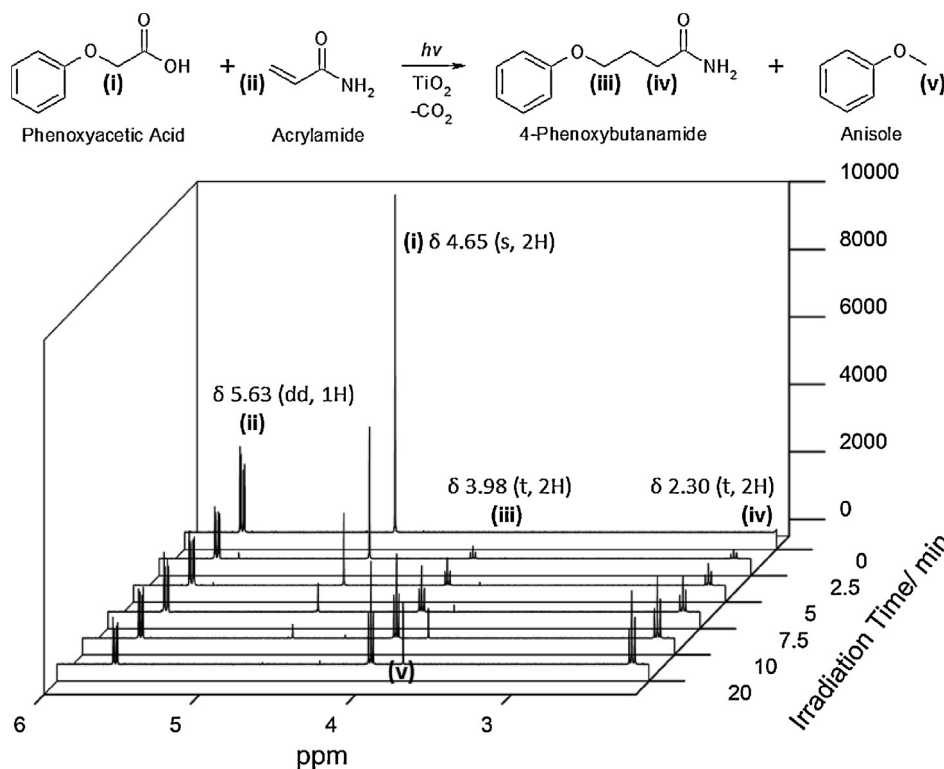 O
O OH + (ii) NH2 hν TiO2 -CO2 O O NH2 + O
(i) (iii) (iv) (v)
Phenoxyacetic Acid Acrylamide 4-Phenoxybutanamide Anisole
10000
8000
(i) δ 4.65 (s, 2H)
6000
4000
δ 5.63 (dd, 1H)
(ii)
2000
δ 3.98 (t, 2H) δ 2.30 (t, 2H)
(iii) (iv)
0
0
2.5
5
7.5
10
20
Irradiation Time/ min
(v)
6 5 4 3
ppm